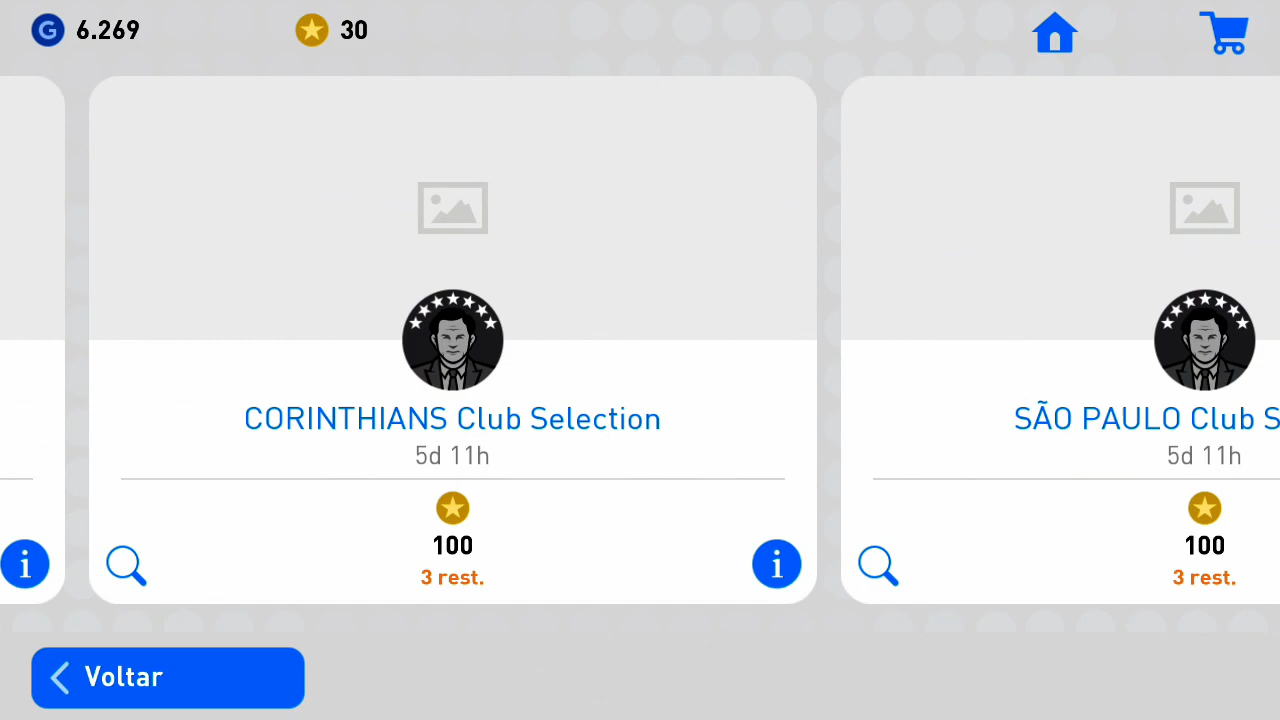 G 6.269
30
CORINTHIANS Club Selection
5d 11h
100
3 rest.
i
i
SÃO PAULO Club S
5d 11h
100
3 rest.
Voltar